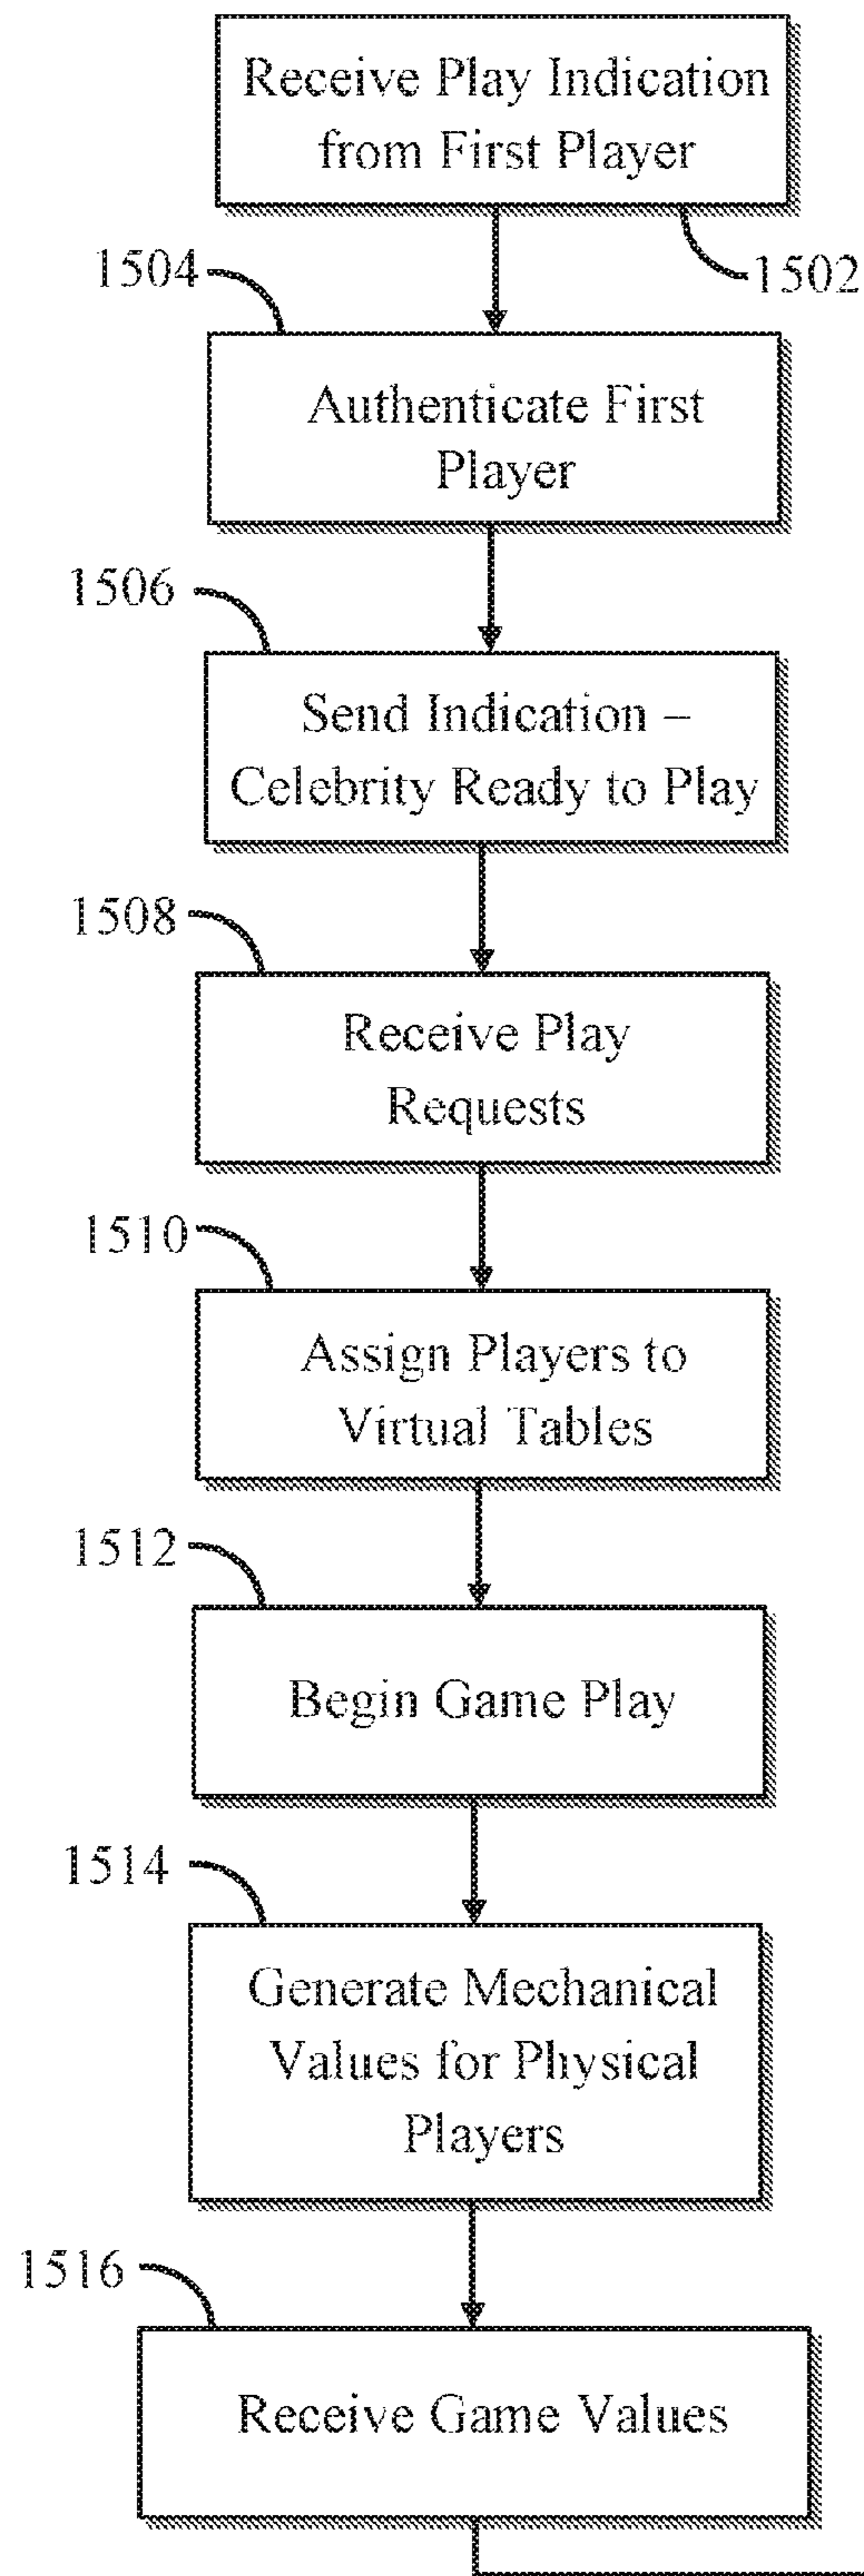 Receive Play Indication
from First Player
1502
1504
Authenticate First
Player
1506
Send Indication –
Celebrity Ready to Play
1508
Receive Play
Requests
1510
Assign Players to
Virtual Tables
1512
Begin Game Play
1514
Generate Mechanical
Values for Physical
Players
1516
Receive Game Values